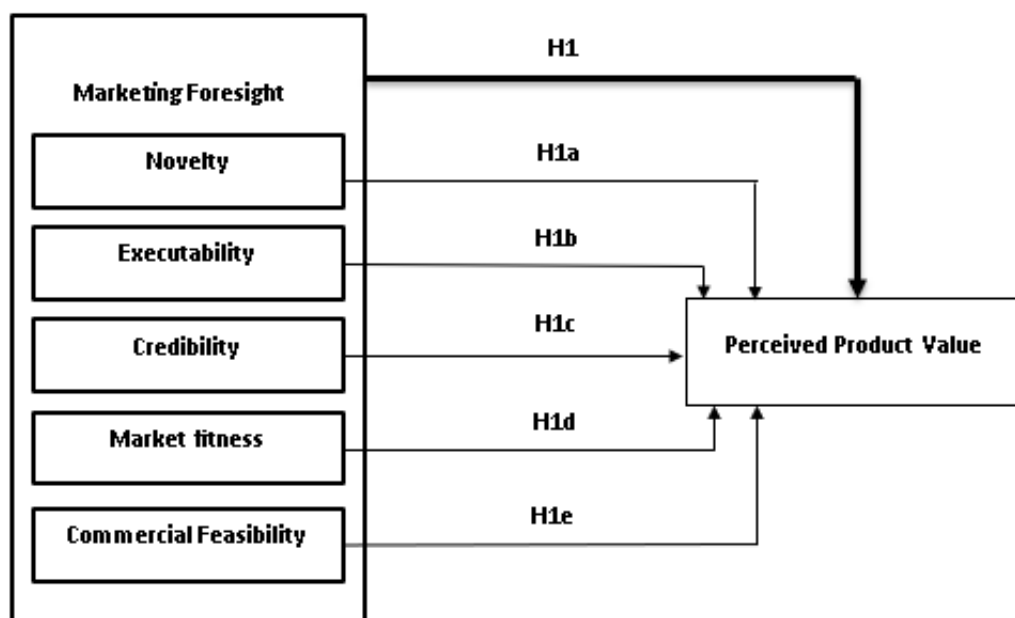 H1
Marketing Foresight
Novelty
H1a
Executability
H1b
Credibility
H1c
Perceived Product Value
Market fitness
H1d
Commercial Feasibility
H1e